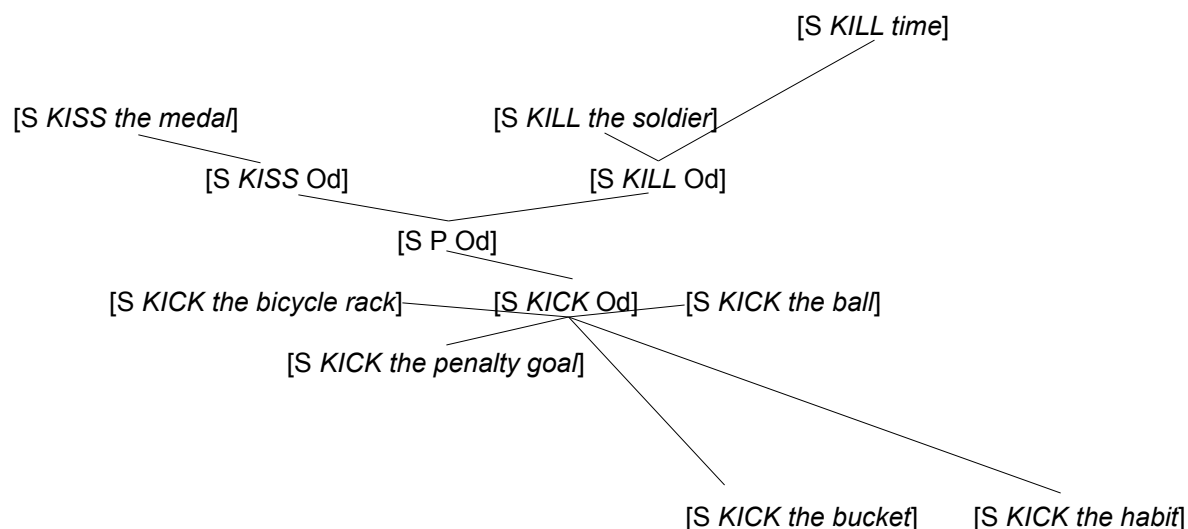 [S KILL time]
[S KISS the medal]
[S KILL the soldier]
[S KISS Od]
[S KILL Od]
[S P Od]
[S KICK the bicycle rack]
[S KICK Od]
[S KICK the ball]
[S KICK the penalty goal]
[S KICK the bucket]
[S KICK the habit]